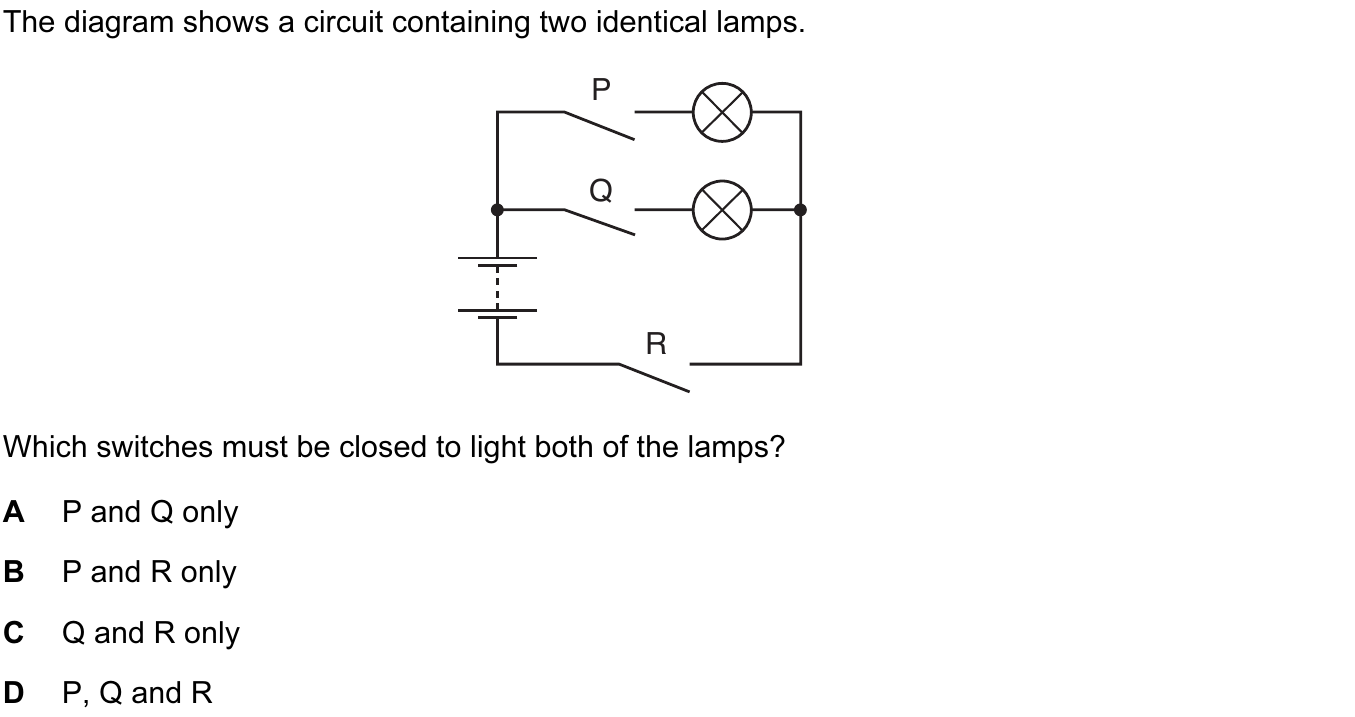 The diagram shows a circuit containing two identical lamps.
P
Q
R
Which switches must be closed to light both of the lamps?
A P and Q only
B P and R only
C Q and R only
D P, Q and R